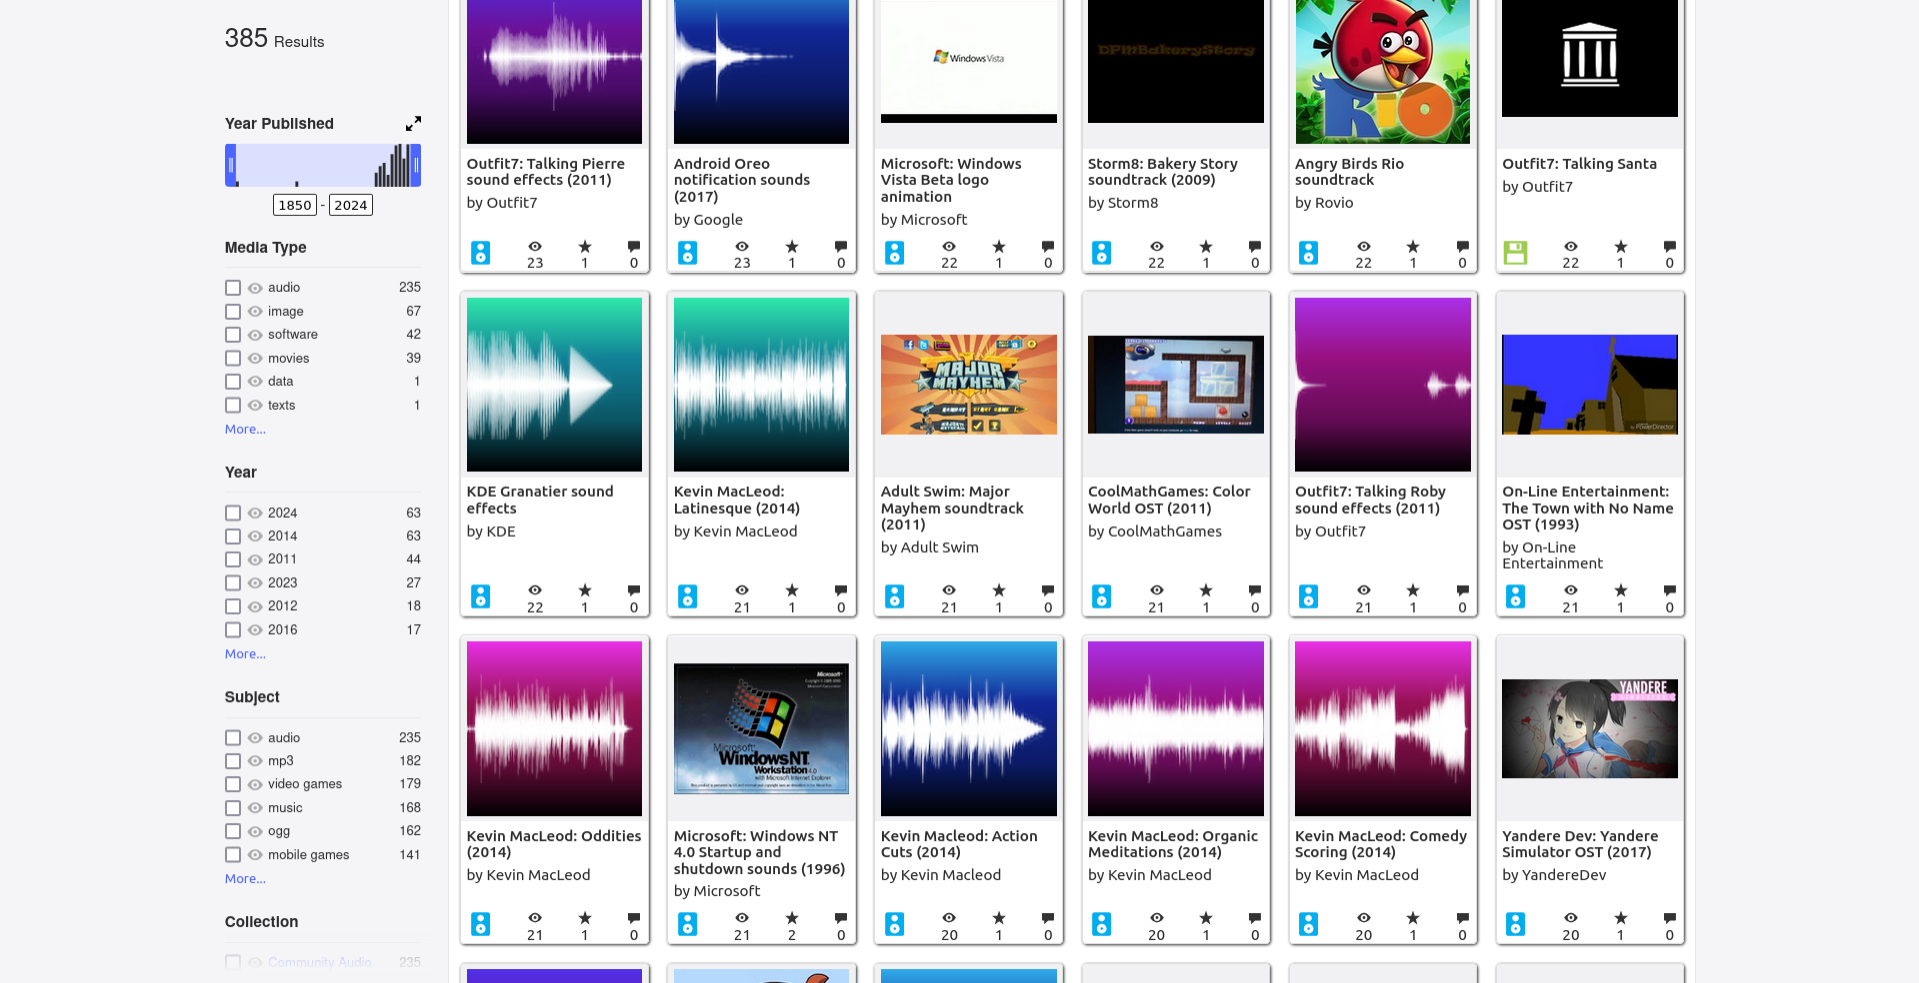 385 Results
Year Published
1850 - 2024
Media Type
audio 235
image 67
software 42
movies 39
data 1
texts 1
More...
Year
2024 63
2014 63
2011 44
2023 27
2012 18
2016 17
More...
Subject
audio 235
mp3 182
video games 179
music 168
ogg 162
mobile games 141
More...
Collection
Community Audio 235
Outfit7: Talking Pierre
sound effects (2011)
by Outfit7
23 1 0
Android Oreo
notification sounds
(2017)
by Google
23 1 0
Windows Vista
Microsoft: Windows
Vista Beta logo
animation
by Microsoft
22 1 0
DPMBakeryStory
Storm8: Bakery Story
soundtrack (2009)
by Storm8
22 1 0
RIO
Angry Birds Rio
soundtrack
by Rovio
22 1 0
Outfit7: Talking Santa
by Outfit7
22 1 0
KDE Granatier sound
effects
by KDE
22 1 0
Kevin MacLeod:
Latinesque (2014)
by Kevin MacLeod
21 1 0
MAJOR
MAYHEM
Adult Swim: Major
Mayhem soundtrack
(2011)
by Adult Swim
21 1 0
CoolMathGames: Color
World OST (2011)
by CoolMathGames
21 1 0
Outfit7: Talking Roby
sound effects (2011)
by Outfit7
21 1 0
by PowerDirector
On-Line Entertainment:
The Town with No Name
OST (1993)
by On-Line
Entertainment
21 1 0
Kevin MacLeod: Oddities
(2014)
by Kevin MacLeod
21 1 0
Microsoft
Microsoft
Windows NT
Workstation 4.0
with Microsoft Internet Explorer
Microsoft: Windows NT
4.0 Startup and
shutdown sounds (1996)
by Microsoft
21 2 0
Kevin Macleod: Action
Cuts (2014)
by Kevin Macleod
20 1 0
Kevin MacLeod: Organic
Meditations (2014)
by Kevin MacLeod
20 1 0
Kevin MacLeod: Comedy
Scoring (2014)
by Kevin MacLeod
20 1 0
YANDERE
Yandere Dev: Yandere
Simulator OST (2017)
by YandereDev
20 1 0